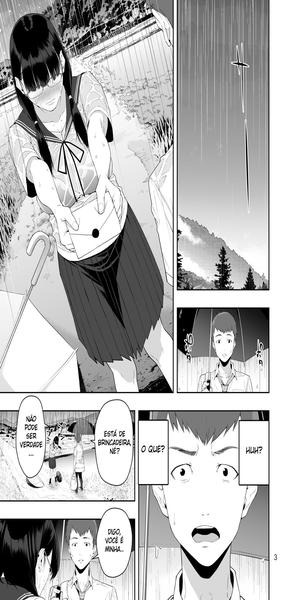 HUH?
O QUE?
ESTÁ DE
BRINCADEIRA,
NÉ?
NÃO
PODE
SER
VERDADE
...
DIGO,
VOCÊ É
MINHA...
3